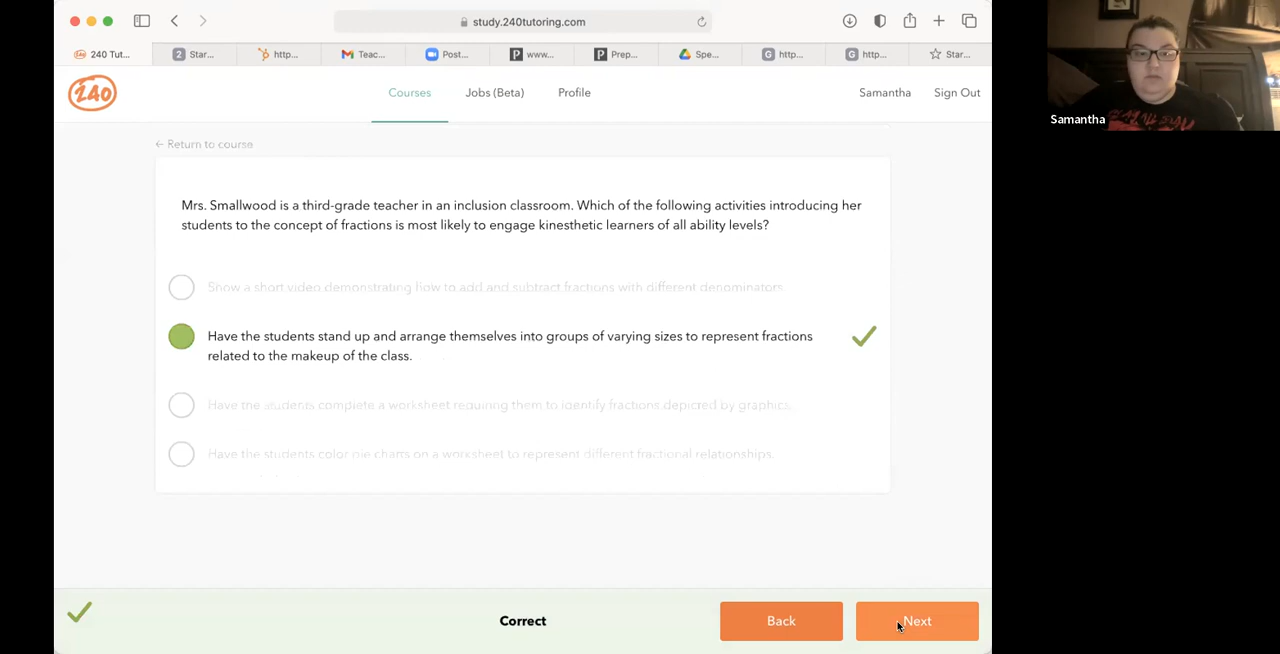 study.240tutoring.com
240 Tut...
Star...
http...
Teac...
Post...
www...
Prep...
Spe...
http...
http...
Star...
240
Courses
Jobs (Beta)
Profile
Samantha
Sign Out
← Return to course
Mrs. Smallwood is a third-grade teacher in an inclusion classroom. Which of the following activities introducing her
students to the concept of fractions is most likely to engage kinesthetic learners of all ability levels?
Show a short video demonstrating how to add and subtract fractions with different denominators.
Have the students stand up and arrange themselves into groups of varying sizes to represent fractions
related to the makeup of the class.
Have the students complete a worksheet requiring them to identify fractions depicted by graphics.
Have the students color pie charts on a worksheet to represent different fractional relationships.
Correct
Back
Next
Samantha